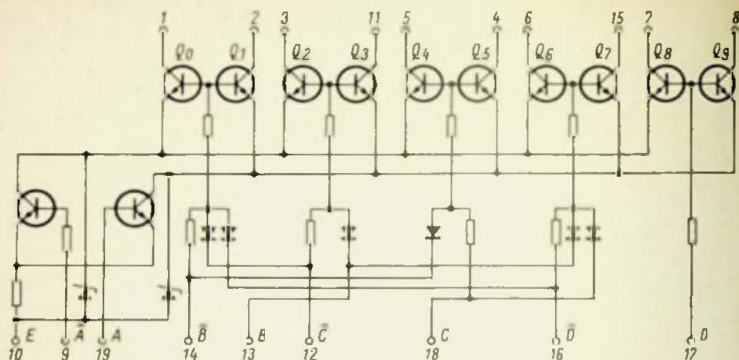 1 2 3 11 5 4 6 15 7 8
Q0 Q1 Q2 Q3 Q4 Q5 Q6 Q7 Q8 Q9
E A̅ A B̅ B C̅ C D̅ D
10 9 19 14 13 12 18 16 17